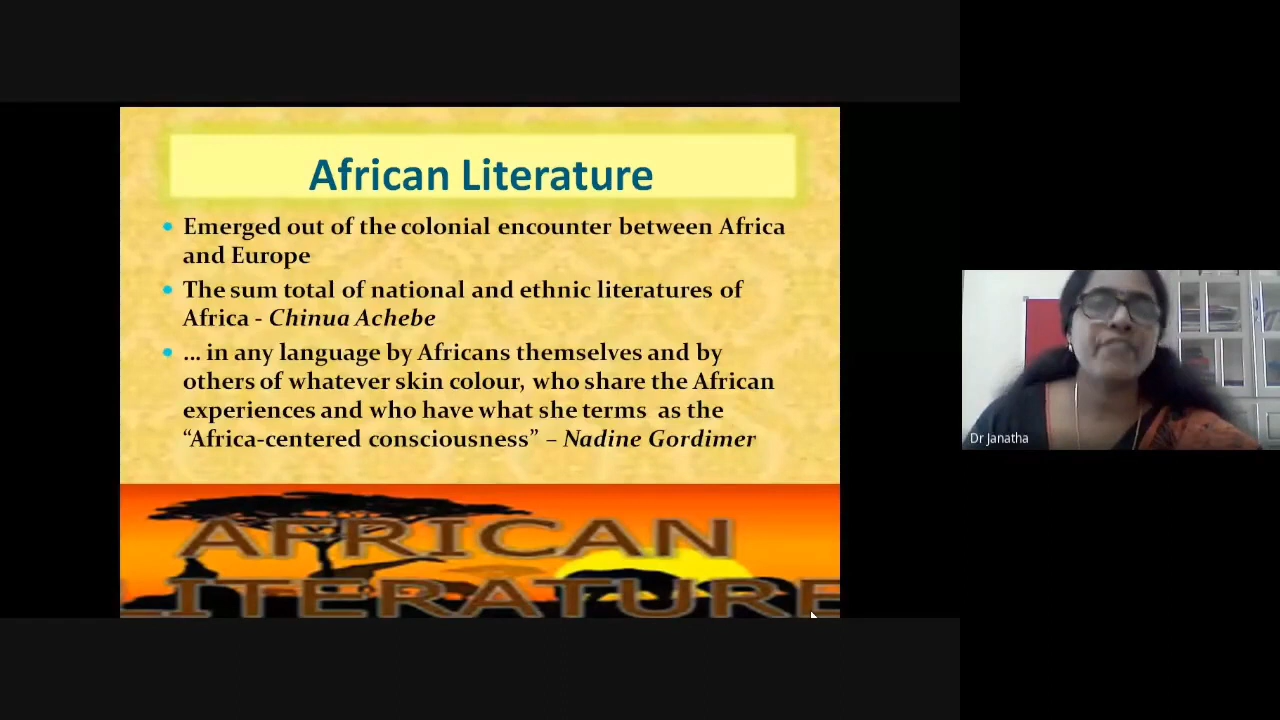 African Literature
Emerged out of the colonial encounter between Africa
and Europe
The sum total of national and ethnic literatures of
Africa - Chinua Achebe
... in any language by Africans themselves and by
others of whatever skin colour, who share the African
experiences and who have what she terms as the
“Africa-centered consciousness” – Nadine Gordimer
AFRICAN
LITERATURE
Dr Janatha